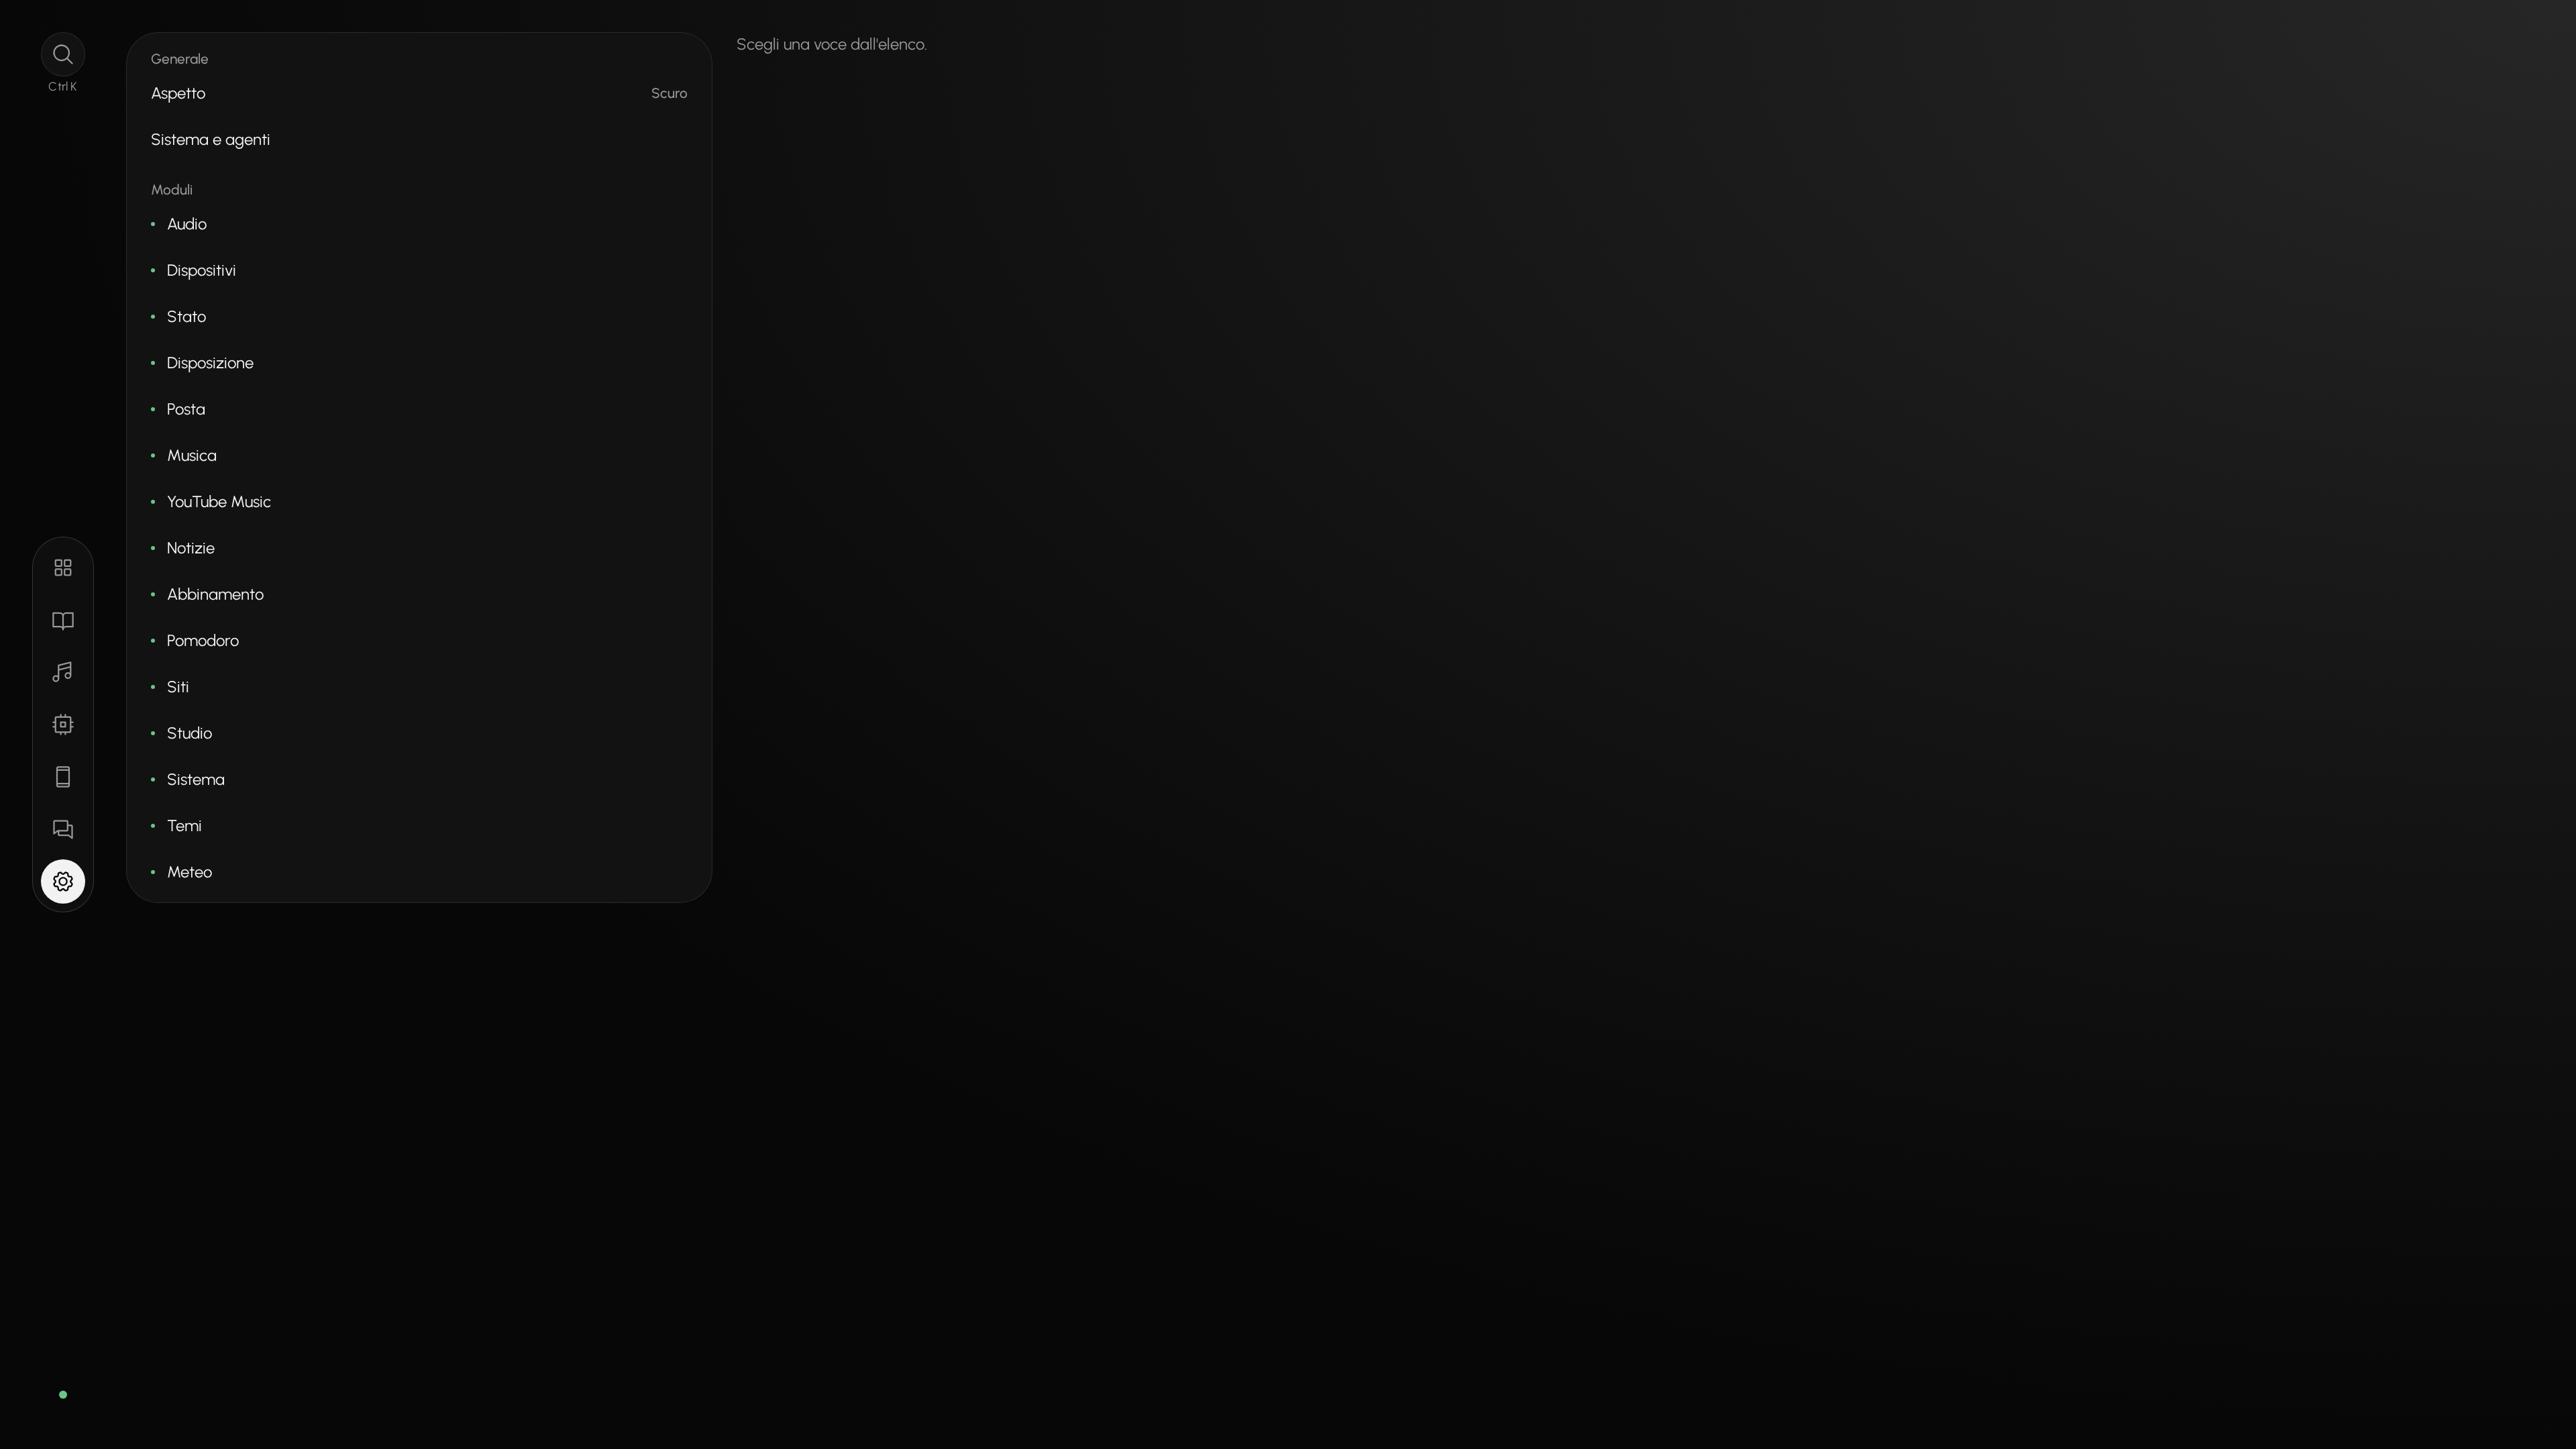 Ctrl K
Generale
Aspetto
Scuro
Sistema e agenti
Moduli
Audio
Dispositivi
Stato
Disposizione
Posta
Musica
YouTube Music
Notizie
Abbinamento
Pomodoro
Siti
Studio
Sistema
Temi
Meteo
Scegli una voce dall'elenco.